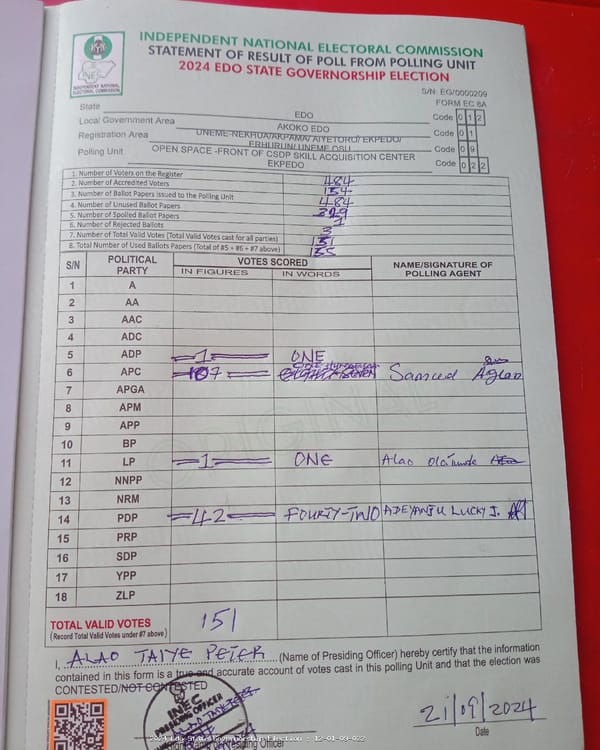 INDEPENDENT NATIONAL ELECTORAL COMMISSION
STATEMENT OF RESULT OF POLL FROM POLLING UNIT
2024 EDO STATE GOVERNORSHIP ELECTION
INEC
INDEPENDENT NATIONAL ELECTORAL COMMISSION
S/N: EG/0000209
FORM EC 8A
State EDO Code 0 1 2
Local Government Area AKOKO EDO Code 0 1
Registration Area UNEME-NEKHUA/AKPAMA/ AIYETORO/ EKPEDO/ ERHURUN/ UNEME OSU Code 0 9
Polling Unit OPEN SPACE -FRONT OF CSDP SKILL ACQUISITION CENTER EKPEDO Code 0 2 2
1. Number of Voters on the Register 484
2. Number of Accredited Voters 154
3. Number of Ballot Papers issued to the Polling Unit 484
4. Number of Unused Ballot Papers 329
5. Number of Spoiled Ballot Papers 1
6. Number of Rejected Ballots 3
7. Number of Total Valid Votes (Total Valid Votes cast for all parties) 151
8. Total Number of Used Ballots Papers (Total of #5 + #6 + #7 above) 155
S/N POLITICAL PARTY VOTES SCORED NAME/SIGNATURE OF POLLING AGENT
IN FIGURES IN WORDS
1 A
2 AA
3 AAC
4 ADC
5 ADP 1 ONE
6 APC 107 Samued
7 APGA
8 APM
9 APP
10 BP
11 LP 1 ONE Alao Olatunde
12 NNPP
13 NRM
14 PDP 42 FOURTY-TWO ADEYANJU LUCKY J.
15 PRP
16 SDP
17 YPP
18 ZLP
TOTAL VALID VOTES 151
(Record Total Valid Votes under #7 above)
I, ALAO TAIYE PETER (Name of Presiding Officer) hereby certify that the information
contained in this form is a true and accurate account of votes cast in this polling Unit and that the election was
CONTESTED/NOT CONTESTED
INEC
21/09/2024
Date
2024 Edo State Governorship Election : 12-01-09-022
Presiding Officer